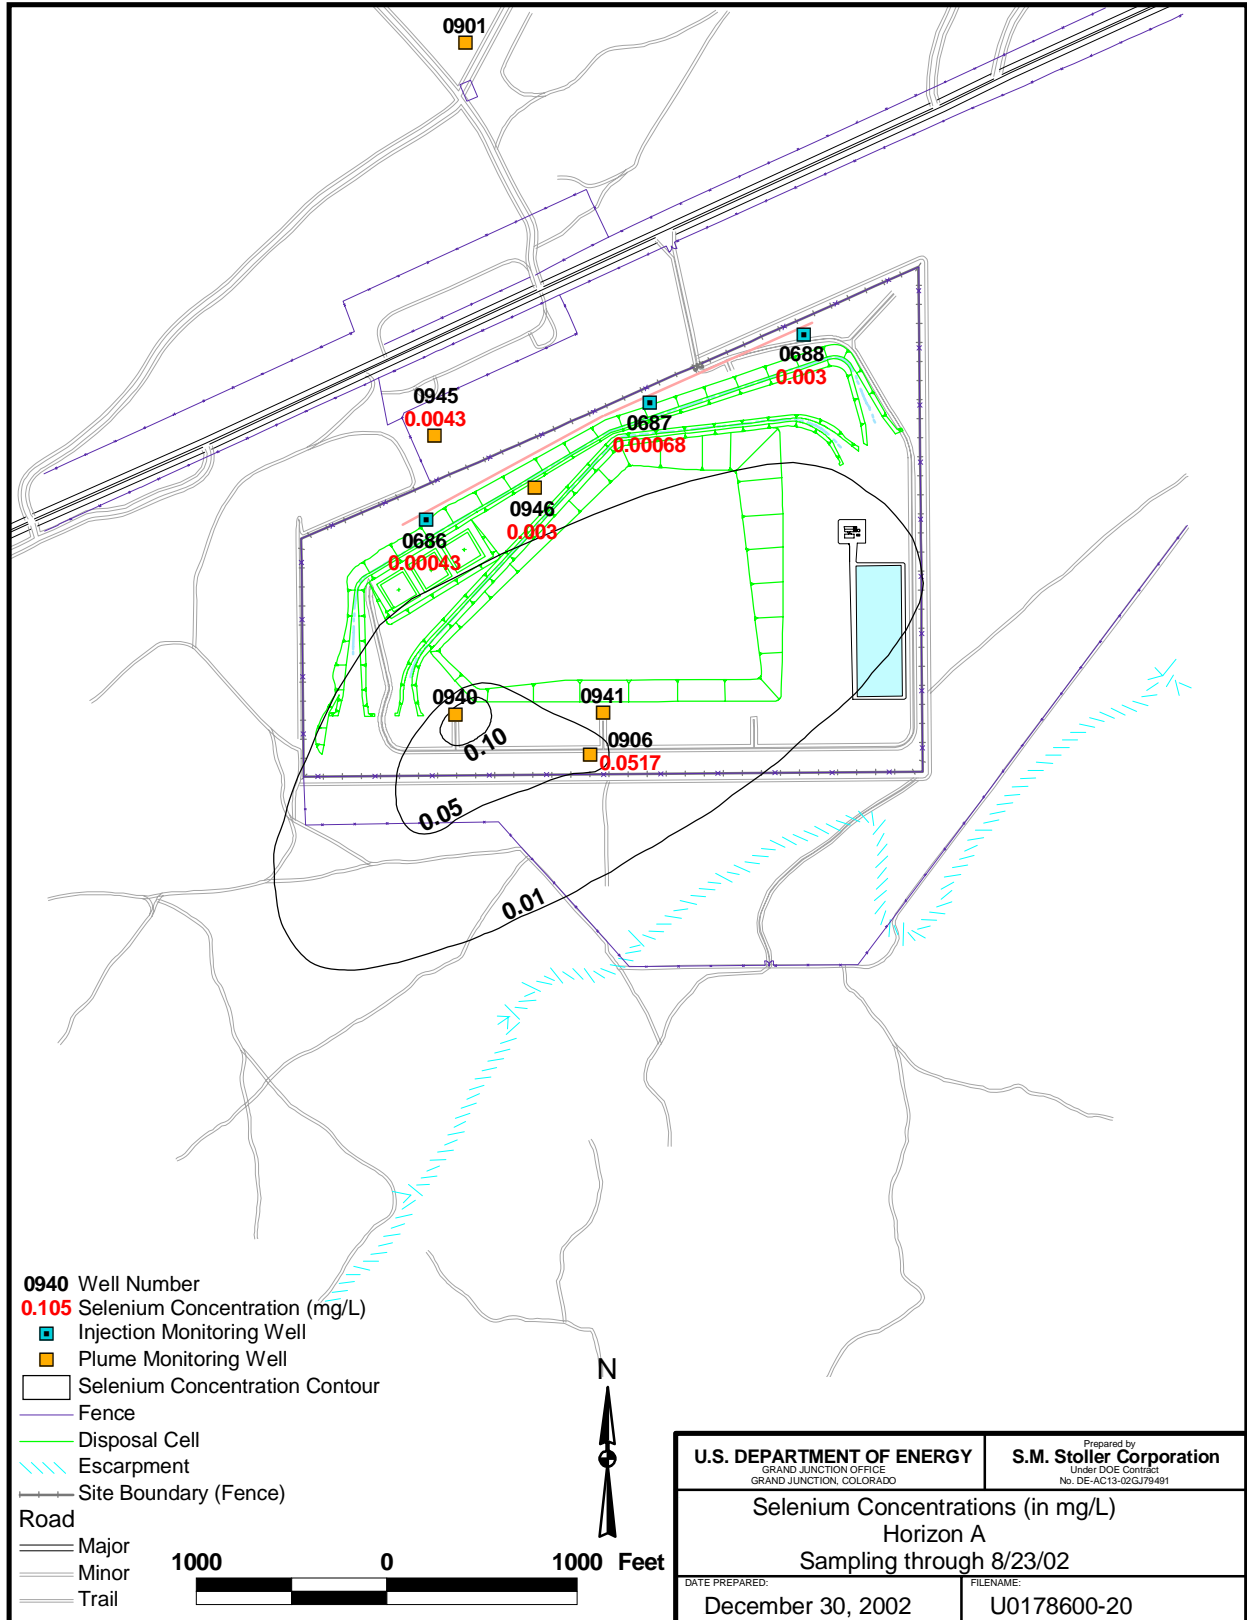 0901
0688
0.003
0945
0.0043
0687
0.00068
0946
0.003
0686
0.00043
0940
0941
0.10
0906
0.0517
0.05
0.01
0940 Well Number
0.105 Selenium Concentration (mg/L)
Injection Monitoring Well
Plume Monitoring Well
Selenium Concentration Contour
Fence
Disposal Cell
Escarpment
Site Boundary (Fence)
Road
Major
Minor
Trail
1000 0 1000 Feet
N
U.S. DEPARTMENT OF ENERGY
GRAND JUNCTION OFFICE
GRAND JUNCTION, COLORADO
Prepared by
S.M. Stoller Corporation
Under DOE Contract
No. DE-AC13-02GJ79491
Selenium Concentrations (in mg/L)
Horizon A
Sampling through 8/23/02
DATE PREPARED:
December 30, 2002
FILENAME:
U0178600-20